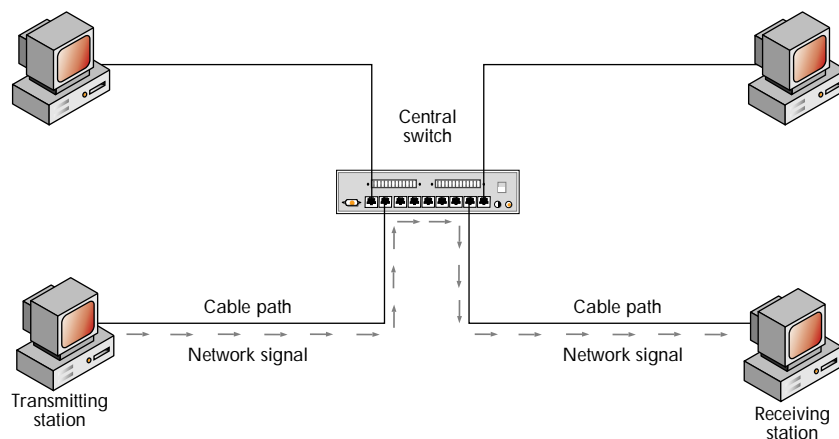 Central
switch
Cable path
Network signal
Cable path
Network signal
Transmitting
station
Receiving
station